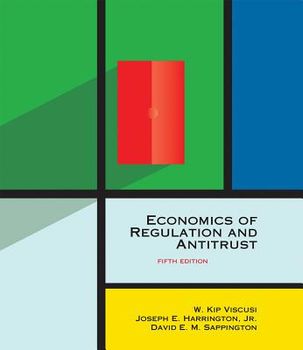 Economics of
Regulation and
Antitrust
FIFTH EDITION
W. Kip Viscusi
Joseph E. Harrington, Jr.
David E. M. Sappington